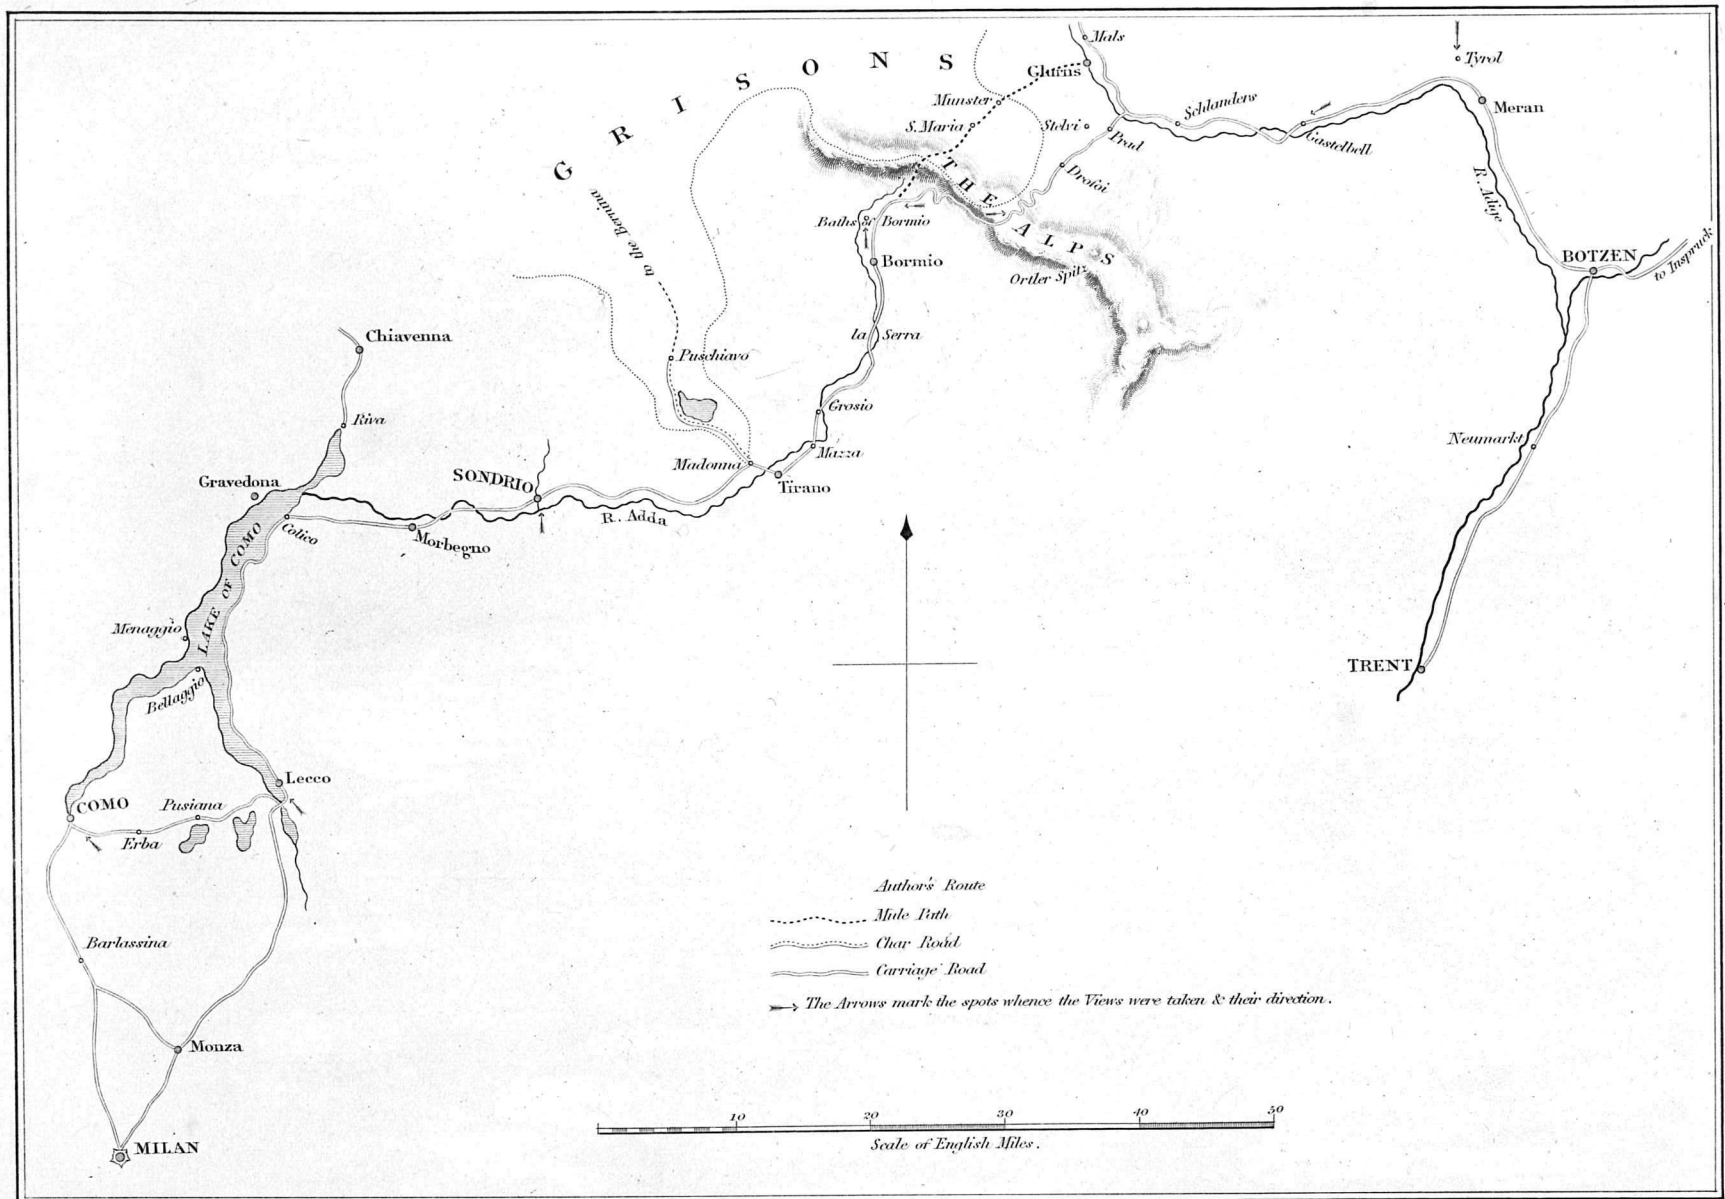 GRISONS
Mals
Glurns
Tyrol
Munster
S. Maria
Stelvi
Prad
Schlanders
Castelbell
Meran
Drofoi
THE ALPS
R. Adige
to the Bernina
Baths of Bormio
Bormio
Ortler Spitz
BOTZEN
to Inspruck
la Serra
Chiavenna
Puschiavo
Riva
Grosio
Mazza
Neumarkt
Madonna
Tirano
Gravedona
SONDRIO
R. Adda
Colico
Morbegno
LAKE OF COMO
Menaggio
Bellaggio
TRENT
Lecco
COMO
Pusiana
Erba
Author's Route
Mule Path
Char Road
Carriage Road
The Arrows mark the spots whence the Views were taken & their direction.
Barlassina
Monza
MILAN
10 20 30 40 50
Scale of English Miles.